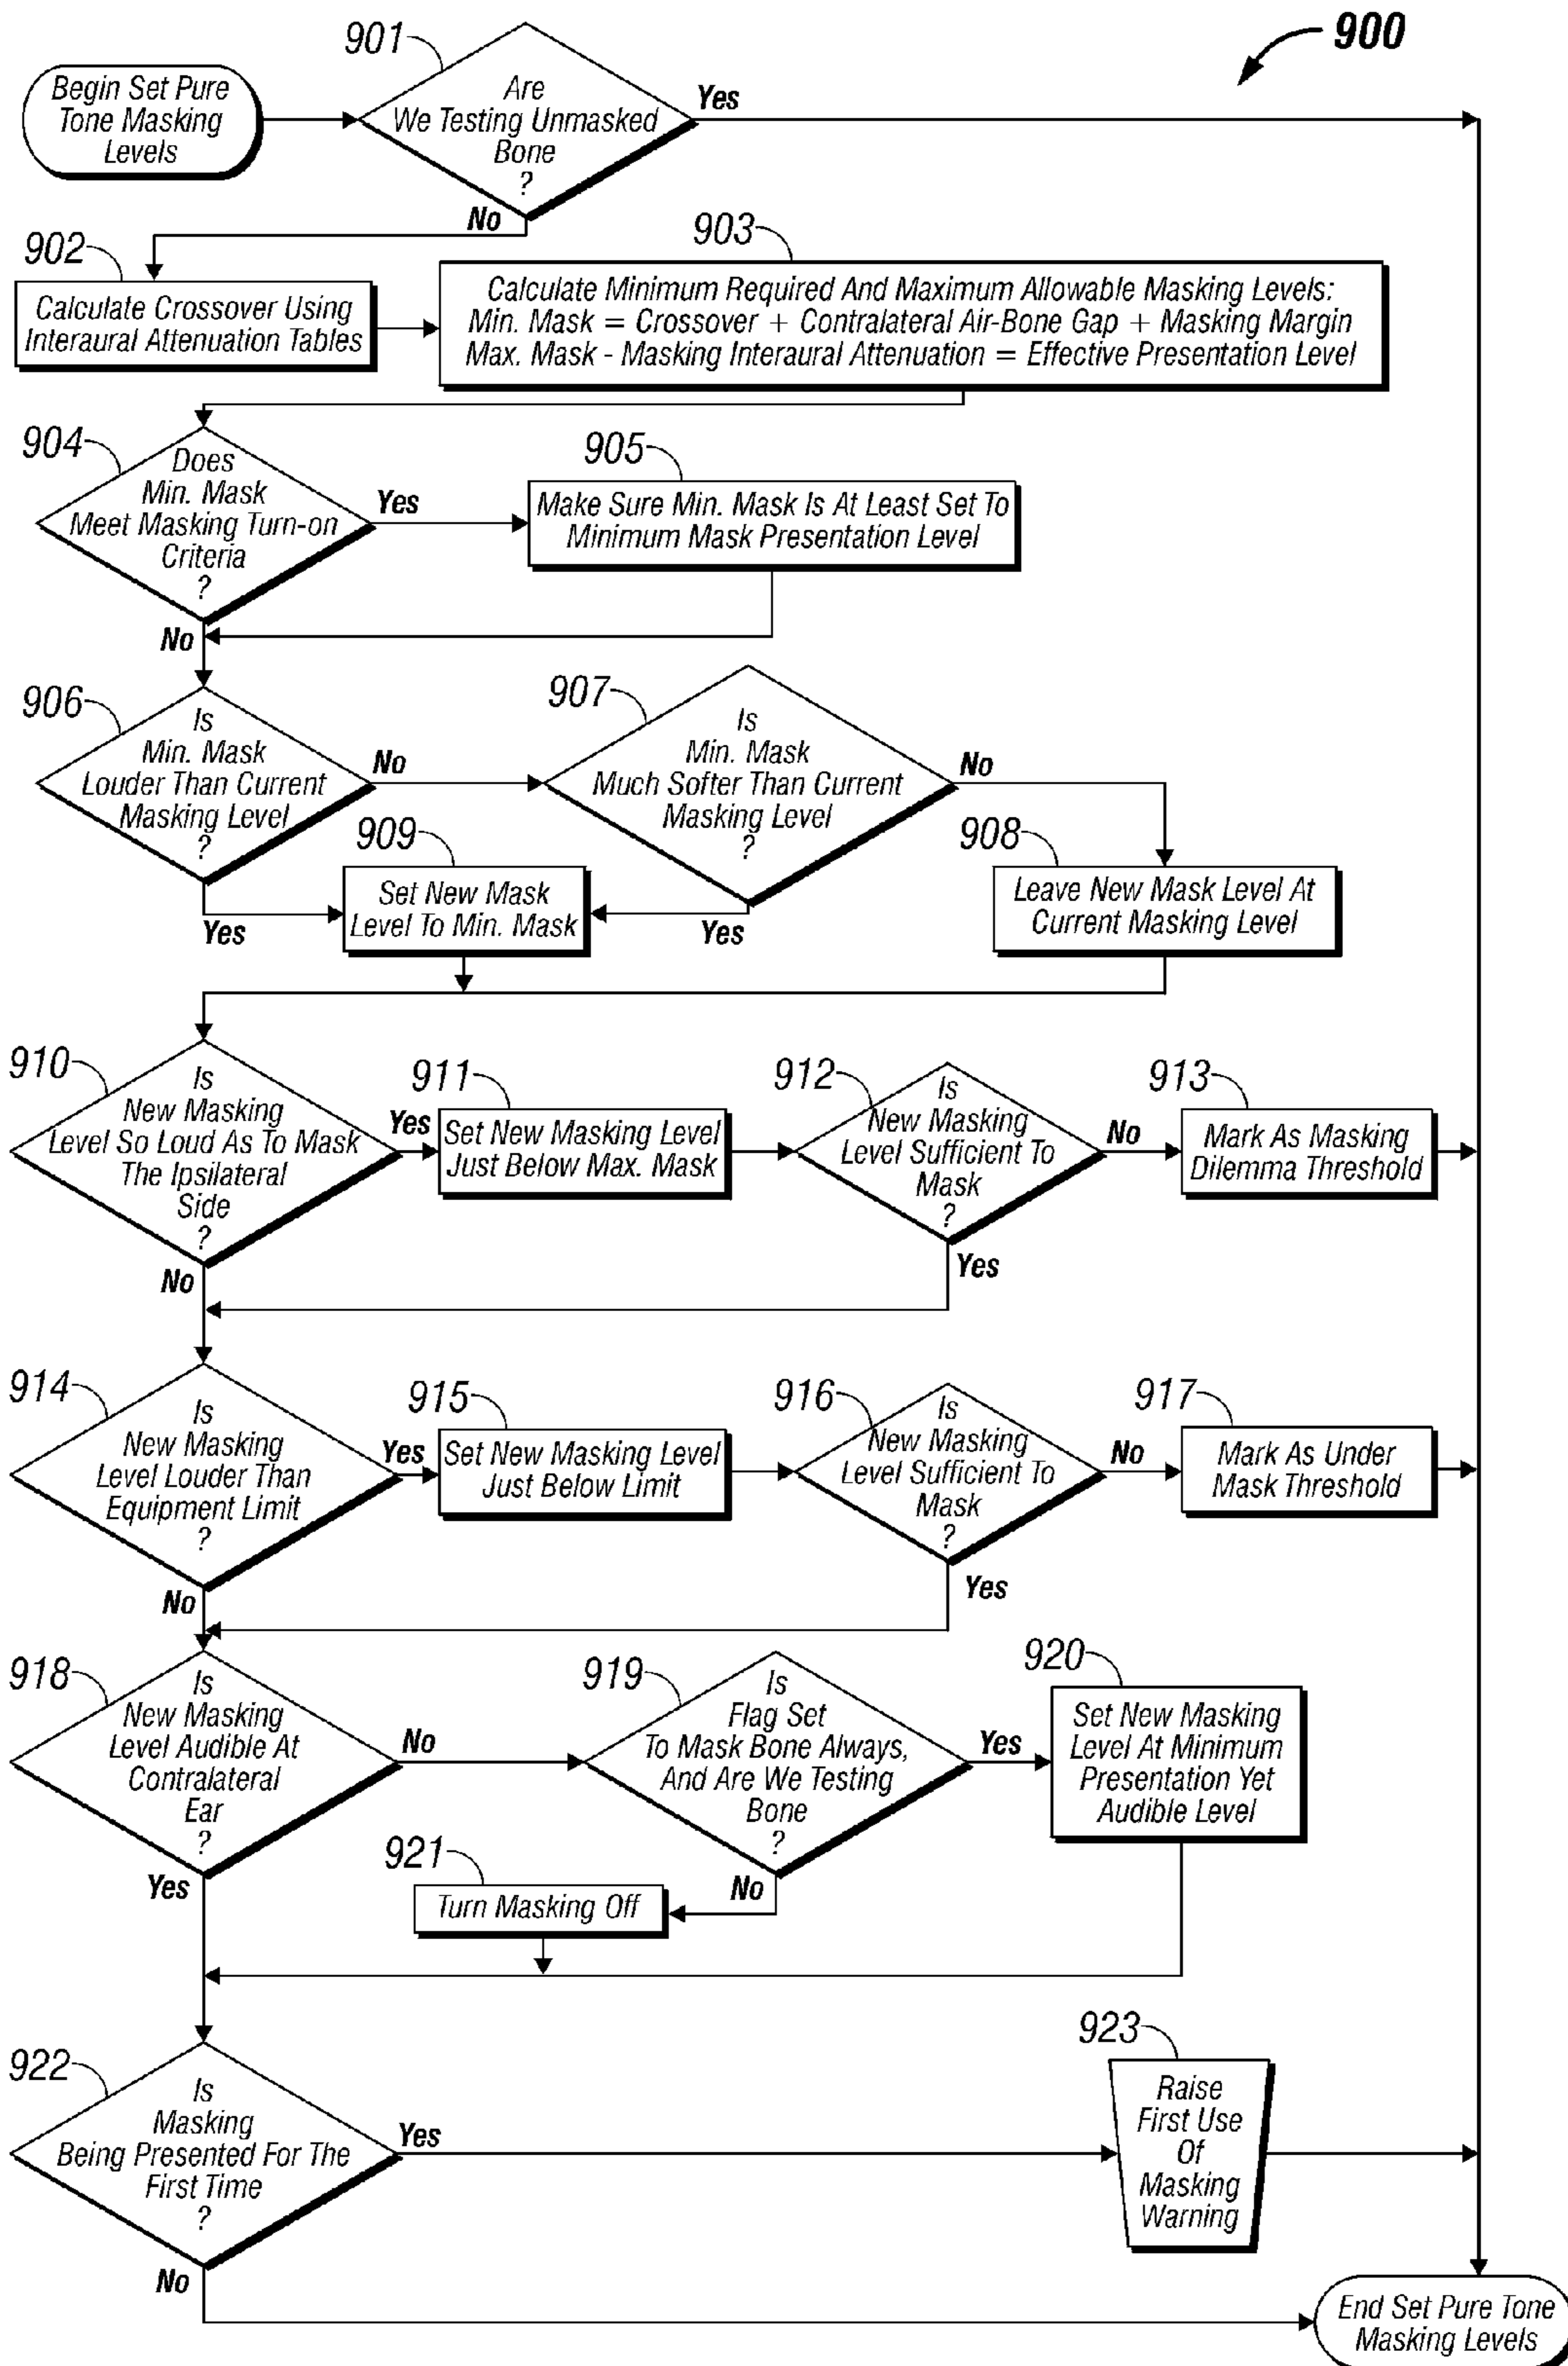 900
901
Begin Set Pure
Tone Masking
Levels
Are
We Testing Unmasked
Bone
?
Yes
No
902
Calculate Crossover Using
Interaural Attenuation Tables
903
Calculate Minimum Required And Maximum Allowable Masking Levels:
Min. Mask = Crossover + Contralateral Air-Bone Gap + Masking Margin
Max. Mask - Masking Interaural Attenuation = Effective Presentation Level
904
Does
Min. Mask
Meet Masking Turn-on
Criteria
?
Yes
No
905
Make Sure Min. Mask Is At Least Set To
Minimum Mask Presentation Level
906
Is
Min. Mask
Louder Than Current
Masking Level
?
No
Yes
907
Is
Min. Mask
Much Softer Than Current
Masking Level
?
No
Yes
909
Set New Mask
Level To Min. Mask
908
Leave New Mask Level At
Current Masking Level
910
Is
New Masking
Level So Loud As To Mask
The Ipsilateral
Side
?
Yes
No
911
Set New Masking Level
Just Below Max. Mask
912
Is
New Masking
Level Sufficient To
Mask
?
No
Yes
913
Mark As Masking
Dilemma Threshold
914
Is
New Masking
Level Louder Than
Equipment Limit
?
Yes
No
915
Set New Masking Level
Just Below Limit
916
Is
New Masking
Level Sufficient To
Mask
?
No
Yes
917
Mark As Under
Mask Threshold
918
Is
New Masking
Level Audible At
Contralateral
Ear
?
No
Yes
919
Is
Flag Set
To Mask Bone Always,
And Are We Testing
Bone
?
Yes
No
920
Set New Masking
Level At Minimum
Presentation Yet
Audible Level
921
Turn Masking Off
922
Is
Masking
Being Presented For The
First Time
?
Yes
No
923
Raise
First Use
Of
Masking
Warning
End Set Pure Tone
Masking Levels